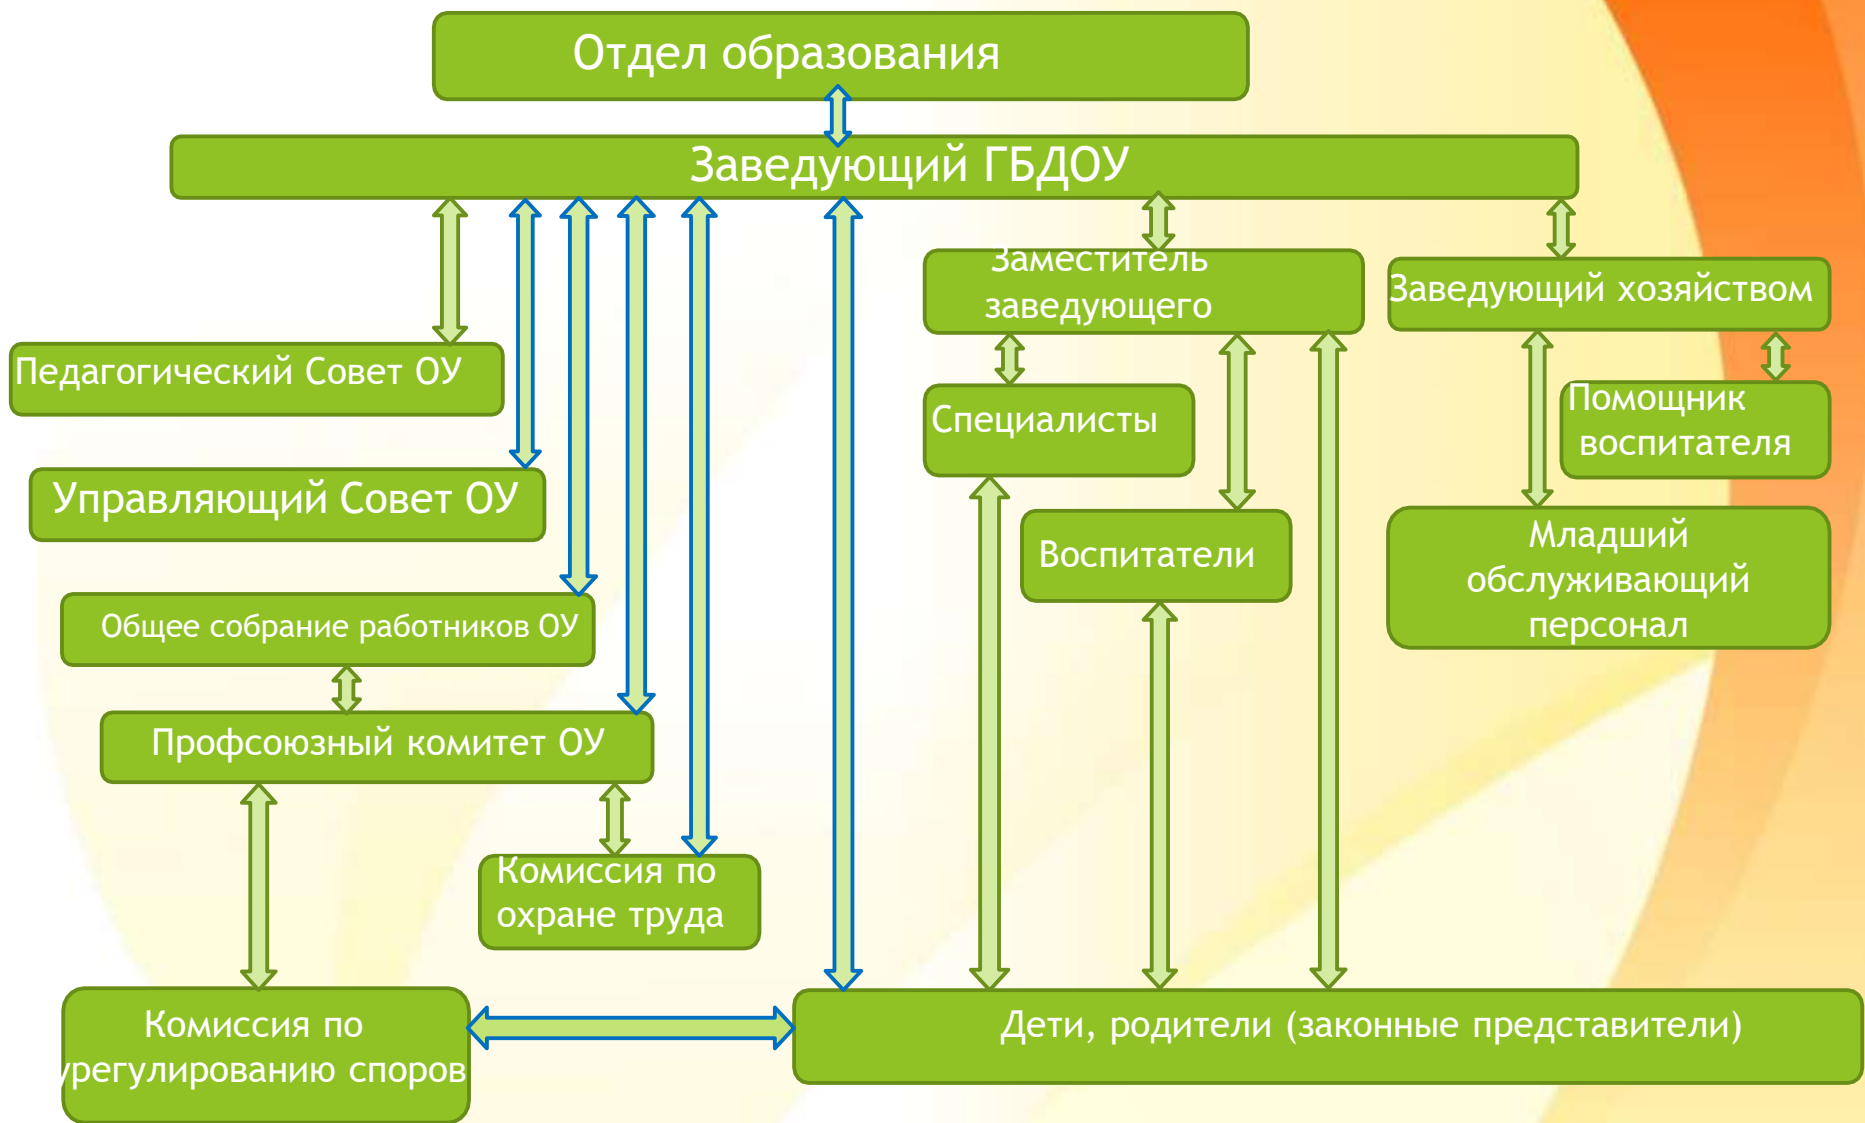 Отдел образования
Заведующий ГБДОУ
Заместитель
заведующего
Заведующий хозяйством
Педагогический Совет ОУ
Специалисты
Помощник
воспитателя
Управляющий Совет ОУ
Воспитатели
Младший
обслуживающий
персонал
Общее собрание работников ОУ
Профсоюзный комитет ОУ
Комиссия по
охране труда
Комиссия по
урегулированию споров
Дети, родители (законные представители)